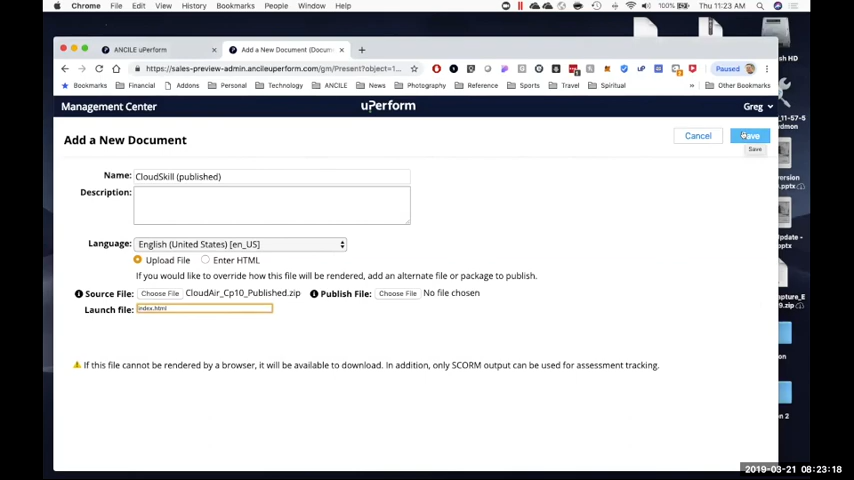 Chrome File Edit View History Bookmarks People Window Help 100% Thu 11:23 AM
ANCILE uPerform × Add a New Document (Docum × +
https://sales-preview-admin.ancileuperform.com/gm/Present?object=1... Paused
Bookmarks Financial Addons Personal Technology ANCILE News Photography Reference Sports Travel Spiritual » Other Bookmarks
Management Center uPerform Greg
Add a New Document Cancel Save
Save
Name: CloudSkill (published)
Description:
Language: English (United States) [en_US]
Upload File Enter HTML
If you would like to override how this file will be rendered, add an alternate file or package to publish.
Source File: Choose File CloudAir_Cp10_Published.zip Publish File: Choose File No file chosen
Launch file: index.html
If this file cannot be rendered by a browser, it will be available to download. In addition, only SCORM output can be used for assessment tracking.
2019-03-21 08:23:18